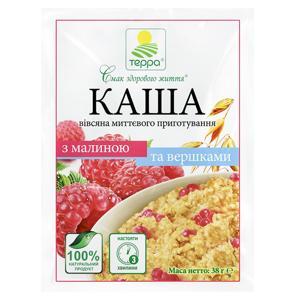 терра
Смак здорового життя®
КАША
вівсяна миттєвого приготування
з малиною
та вершками
100%
НАТУРАЛЬНИЙ
ПРОДУКТ
НАСТОЯТИ
3
ХВИЛИНИ
Маса нетто: 38 г ℮